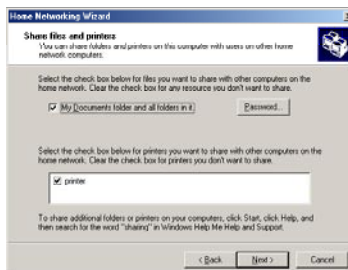 Home Networking Wizard
Share files and printers
You can share folders and printers on this computer with users on other home
network computers.
Select the check box below for files you want to share with other computers on the
home network. Clear the check box for any resource you don't want to share.
My Documents folder and all folders in it.
Password...
Select the check box below for printers you want to share with other computers on the
home network. Clear the check box for printers you don't want to share.
printer
To share additional folders or printers on your computers, click Start, click Help, and
then search for the word "sharing" in Windows Help Me Help and Support.
< Back
Next >
Cancel